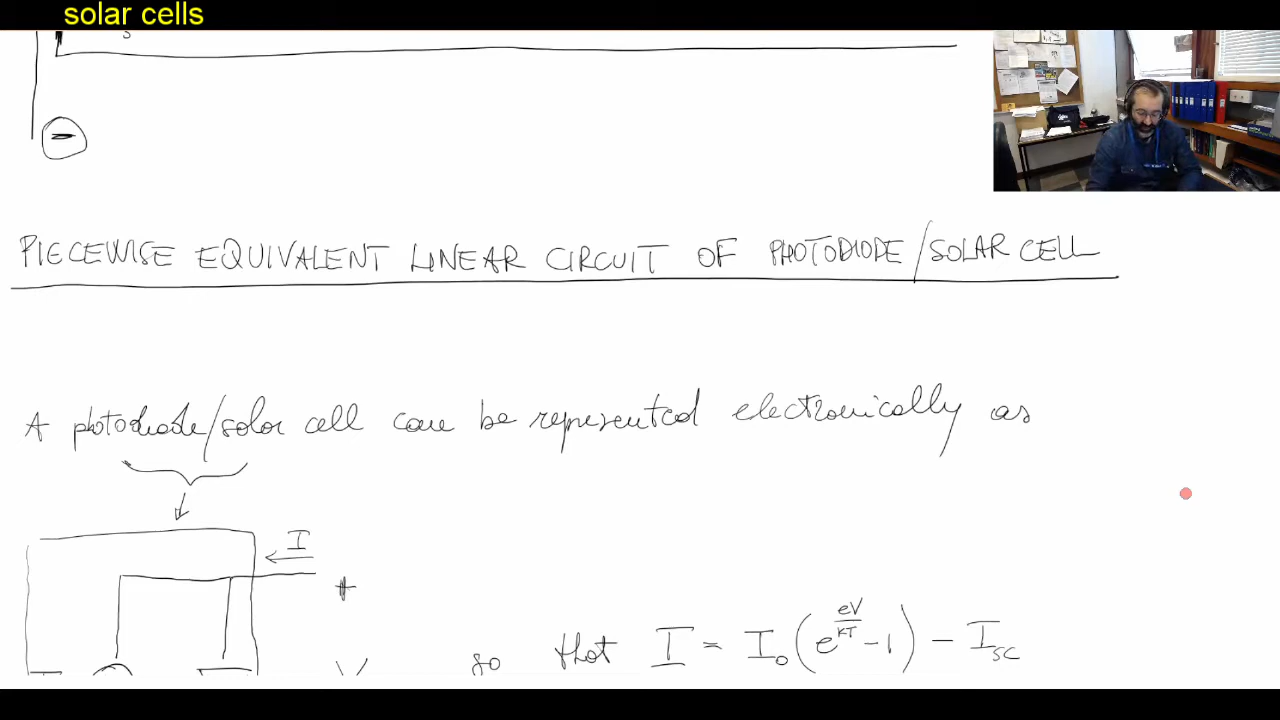 solar cells
s
−
PIECEWISE EQUIVALENT LINEAR CIRCUIT OF PHOTODIODE/SOLAR CELL
A photodiode/solar cell can be represented electronically as
I
+
so that I = I₀(e^(eV/KT) −1) − I_SC
V